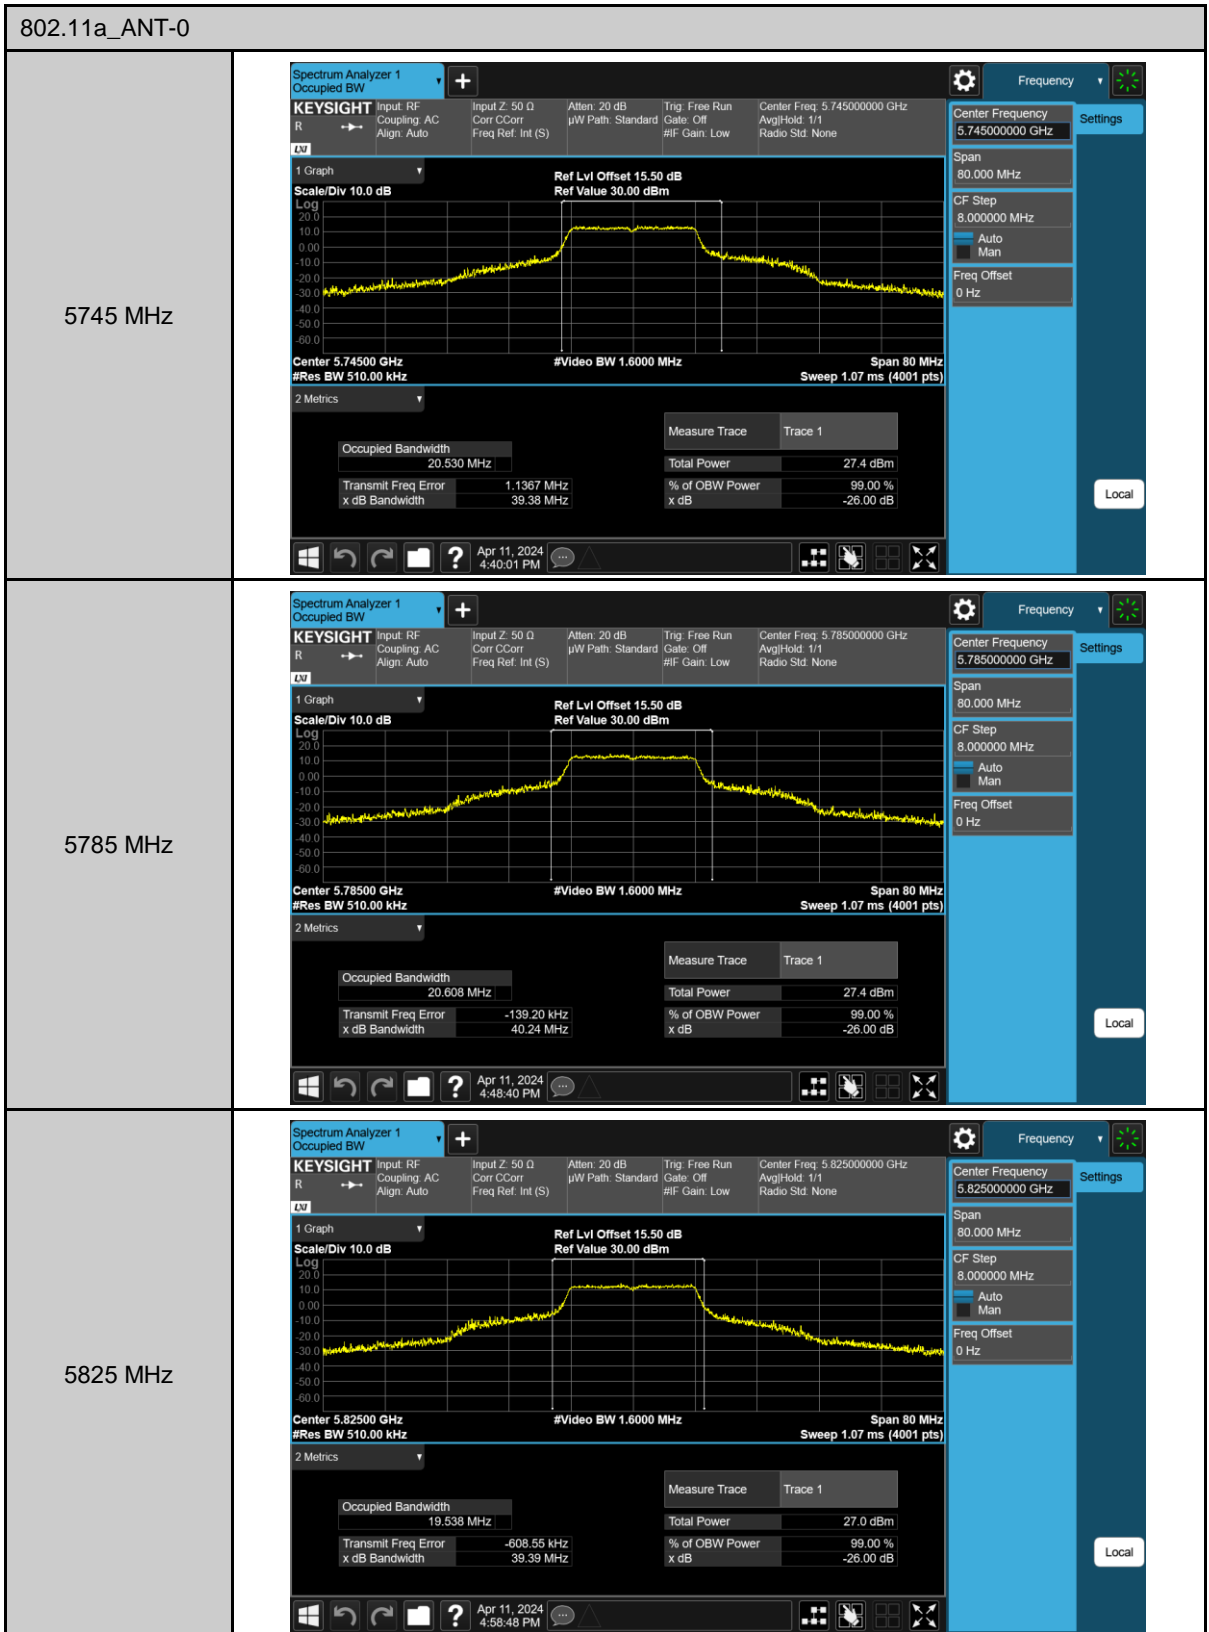 802.11a_ANT-0
5745 MHz
Spectrum Analyzer 1
Occupied BW
Frequency
KEYSIGHT
R
LXI
Input: RF
Coupling: AC
Align: Auto
Input Z: 50 Ω
Corr CCorr
Freq Ref: Int (S)
Atten: 20 dB
µW Path: Standard
Trig: Free Run
Gate: Off
#IF Gain: Low
Center Freq: 5.745000000 GHz
Avg|Hold: 1/1
Radio Std: None
Center Frequency
5.745000000 GHz
Settings
Span
80.000 MHz
CF Step
8.000000 MHz
Auto
Man
Freq Offset
0 Hz
Local
1 Graph
Scale/Div 10.0 dB
Ref Lvl Offset 15.50 dB
Ref Value 30.00 dBm
Log
20.0
10.0
0.00
-10.0
-20.0
-30.0
-40.0
-50.0
-60.0
Center 5.74500 GHz
#Video BW 1.6000 MHz
Span 80 MHz
#Res BW 510.00 kHz
Sweep 1.07 ms (4001 pts)
2 Metrics
Measure Trace Trace 1
Occupied Bandwidth
20.530 MHz
Total Power 27.4 dBm
Transmit Freq Error 1.1367 MHz
% of OBW Power 99.00 %
x dB Bandwidth 39.38 MHz
x dB -26.00 dB
?
Apr 11, 2024
4:40:01 PM
5785 MHz
Spectrum Analyzer 1
Occupied BW
Frequency
KEYSIGHT
R
LXI
Input: RF
Coupling: AC
Align: Auto
Input Z: 50 Ω
Corr CCorr
Freq Ref: Int (S)
Atten: 20 dB
µW Path: Standard
Trig: Free Run
Gate: Off
#IF Gain: Low
Center Freq: 5.785000000 GHz
Avg|Hold: 1/1
Radio Std: None
Center Frequency
5.785000000 GHz
Settings
Span
80.000 MHz
CF Step
8.000000 MHz
Auto
Man
Freq Offset
0 Hz
Local
1 Graph
Scale/Div 10.0 dB
Ref Lvl Offset 15.50 dB
Ref Value 30.00 dBm
Log
20.0
10.0
0.00
-10.0
-20.0
-30.0
-40.0
-50.0
-60.0
Center 5.78500 GHz
#Video BW 1.6000 MHz
Span 80 MHz
#Res BW 510.00 kHz
Sweep 1.07 ms (4001 pts)
2 Metrics
Measure Trace Trace 1
Occupied Bandwidth
20.608 MHz
Total Power 27.4 dBm
Transmit Freq Error -139.20 kHz
% of OBW Power 99.00 %
x dB Bandwidth 40.24 MHz
x dB -26.00 dB
?
Apr 11, 2024
4:48:40 PM
5825 MHz
Spectrum Analyzer 1
Occupied BW
Frequency
KEYSIGHT
R
LXI
Input: RF
Coupling: AC
Align: Auto
Input Z: 50 Ω
Corr CCorr
Freq Ref: Int (S)
Atten: 20 dB
µW Path: Standard
Trig: Free Run
Gate: Off
#IF Gain: Low
Center Freq: 5.825000000 GHz
Avg|Hold: 1/1
Radio Std: None
Center Frequency
5.825000000 GHz
Settings
Span
80.000 MHz
CF Step
8.000000 MHz
Auto
Man
Freq Offset
0 Hz
Local
1 Graph
Scale/Div 10.0 dB
Ref Lvl Offset 15.50 dB
Ref Value 30.00 dBm
Log
20.0
10.0
0.00
-10.0
-20.0
-30.0
-40.0
-50.0
-60.0
Center 5.82500 GHz
#Video BW 1.6000 MHz
Span 80 MHz
#Res BW 510.00 kHz
Sweep 1.07 ms (4001 pts)
2 Metrics
Measure Trace Trace 1
Occupied Bandwidth
19.538 MHz
Total Power 27.0 dBm
Transmit Freq Error -608.55 kHz
% of OBW Power 99.00 %
x dB Bandwidth 39.39 MHz
x dB -26.00 dB
?
Apr 11, 2024
4:58:48 PM